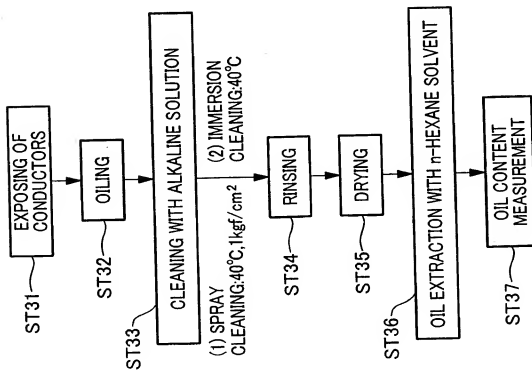 EXPOSING OF
CONDUCTORS
ST31
OILING
ST32
CLEANING WITH ALKALINE SOLUTION
ST33
(1) SPRAY
CLEANING:40℃,1kgf/cm²
(2) IMMERSION
CLEANING:40℃
RINSING
ST34
DRYING
ST35
OIL EXTRACTION WITH n-HEXANE SOLVENT
ST36
OIL CONTENT
MEASUREMENT
ST37